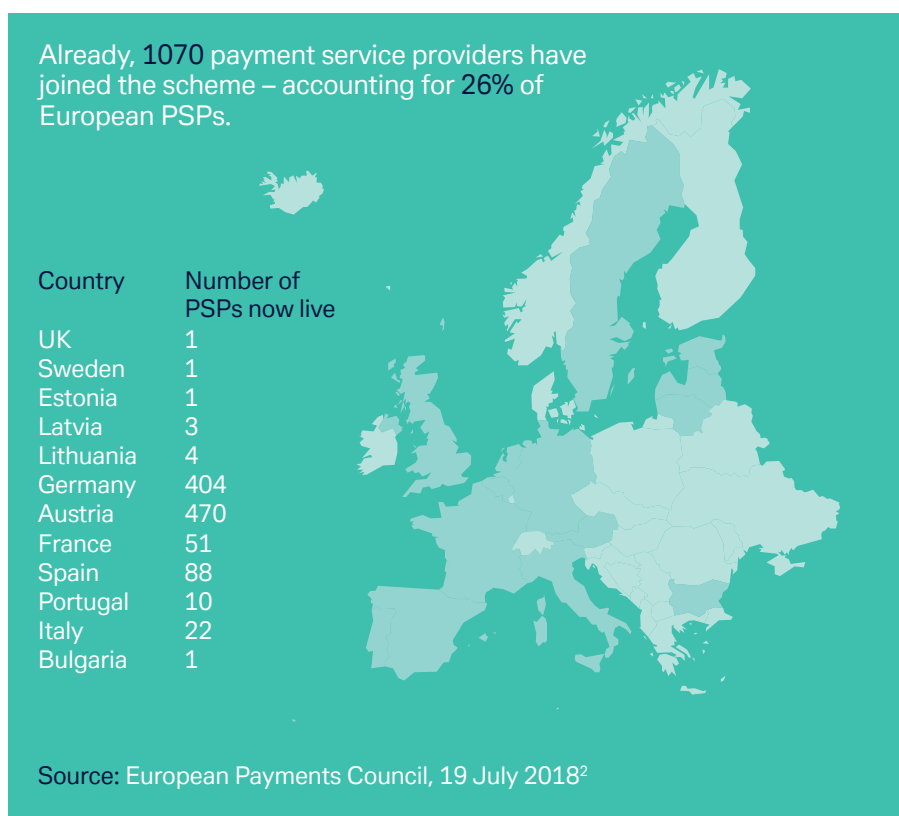 Already, 1070 payment service providers have
joined the scheme – accounting for 26% of
European PSPs.
Country Number of
PSPs now live
UK 1
Sweden 1
Estonia 1
Latvia 3
Lithuania 4
Germany 404
Austria 470
France 51
Spain 88
Portugal 10
Italy 22
Bulgaria 1
Source: European Payments Council, 19 July 2018²